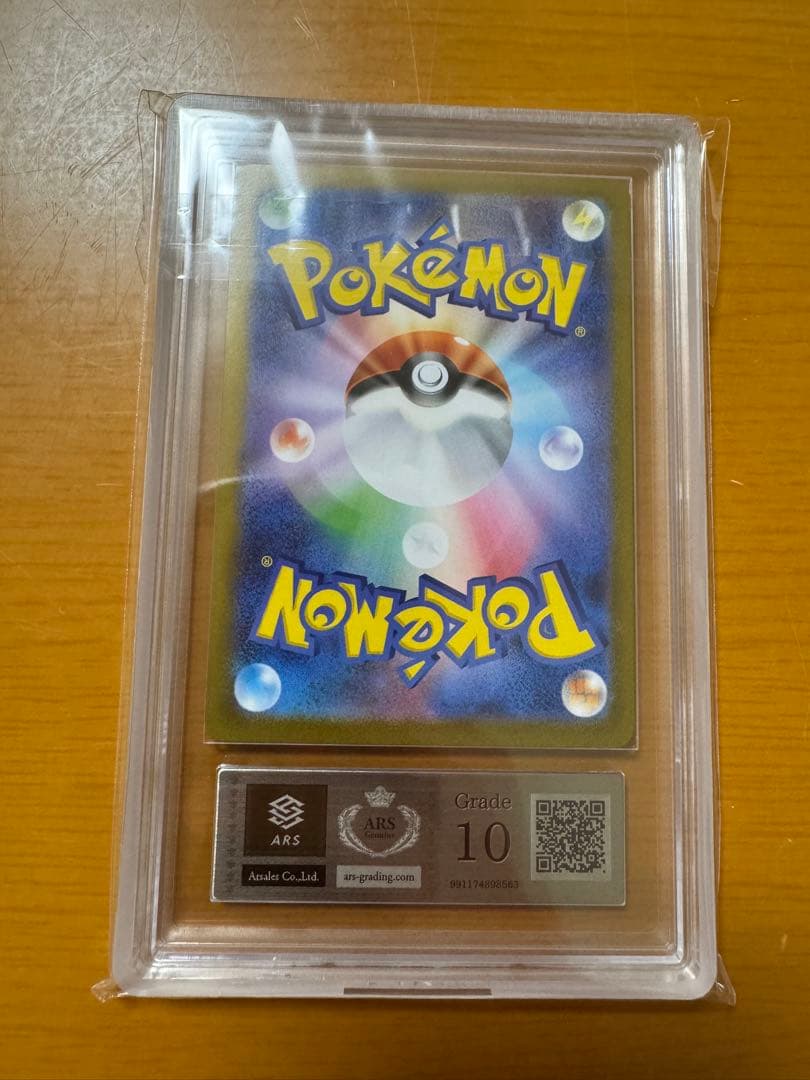 POKéMON
®
®
POKéMON
ARS
Arsales Co.,Ltd.
ARS
Genuine
ars-grading.com
Grade
10
991174898563